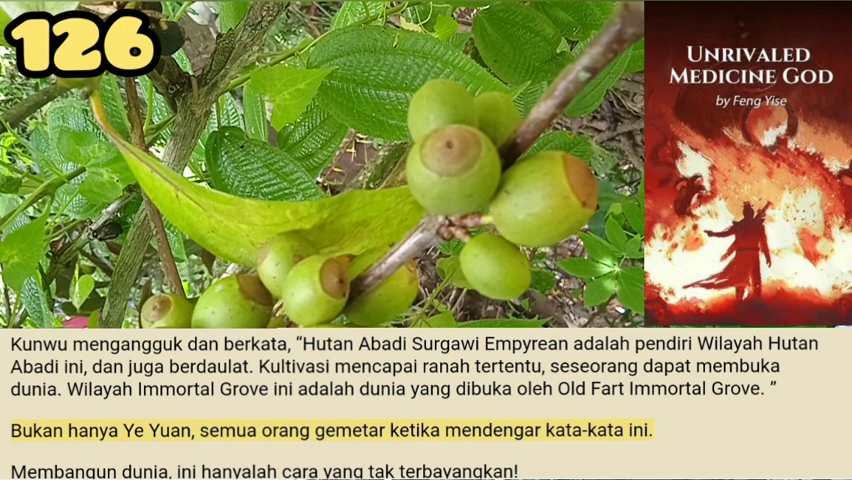 126
UNRIVALED
MEDICINE GOD
by Feng Yise
Kunwu mengangguk dan berkata, “Hutan Abadi Surgawi Empyrean adalah pendiri Wilayah Hutan
Abadi ini, dan juga berdaulat. Kultivasi mencapai ranah tertentu, seseorang dapat membuka
dunia. Wilayah Immortal Grove ini adalah dunia yang dibuka oleh Old Fart Immortal Grove. ”
Bukan hanya Ye Yuan, semua orang gemetar ketika mendengar kata-kata ini.
Membangun dunia, ini hanyalah cara yang tak terbayangkan!